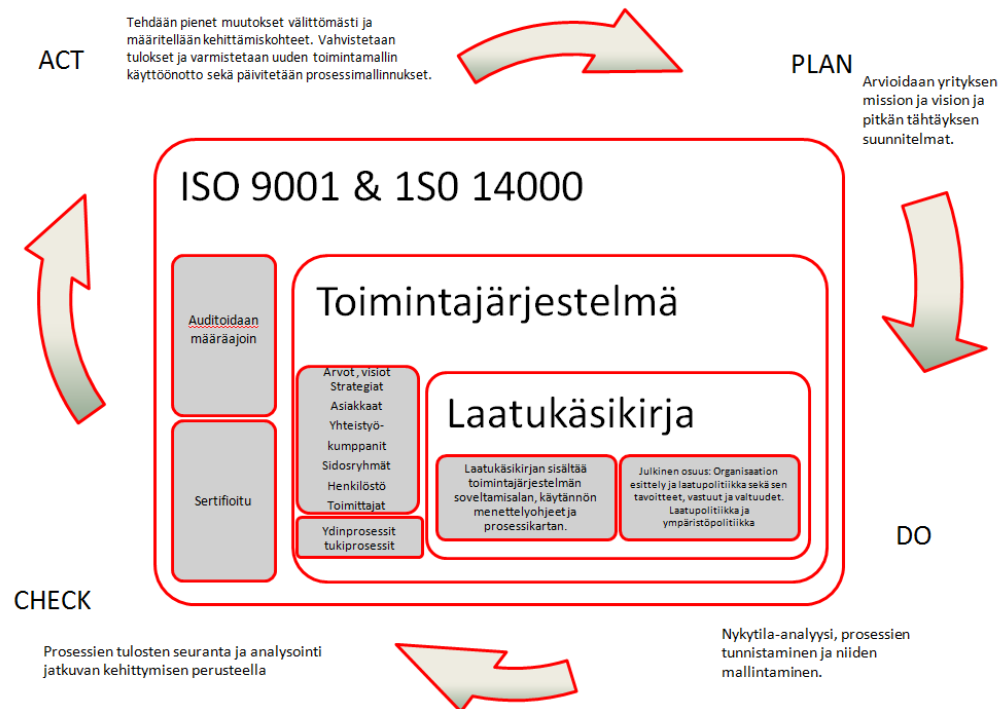 ACT
Tehdään pienet muutokset välittömästi ja
määritellään kehittämiskohteet. Vahvistetaan
tulokset ja varmistetaan uuden toimintamallin
käyttöönotto sekä päivitetään prosessimallinnukset.
PLAN
Arvioidaan yrityksen
mission ja vision ja
pitkän tähtäyksen
suunnitelmat.
ISO 9001 & 1S0 14000
Auditoidaan
määräajoin
Sertifioitu
Toimintajärjestelmä
Arvot, visiot
Strategiat
Asiakkaat
Yhteistyö-
kumppanit
Sidosryhmät
Henkilöstö
Toimittajat
Ydinprosessit
tukiprosessit
Laatukäsikirja
Laatukäsikirjan sisältää
toimintajärjestelmän
soveltamisalan, käytännön
menettelyohjeet ja
prosessikartan.
Julkinen osuus: Organisaation
esittely ja laatupolitiikka sekä sen
tavoitteet, vastuut ja valtuudet.
Laatupolitiikka ja
ympäristöpolitiikka
DO
Nykytila-analyysi, prosessien
tunnistaminen ja niiden
mallintaminen.
CHECK
Prosessien tulosten seuranta ja analysointi
jatkuvan kehittymisen perusteella